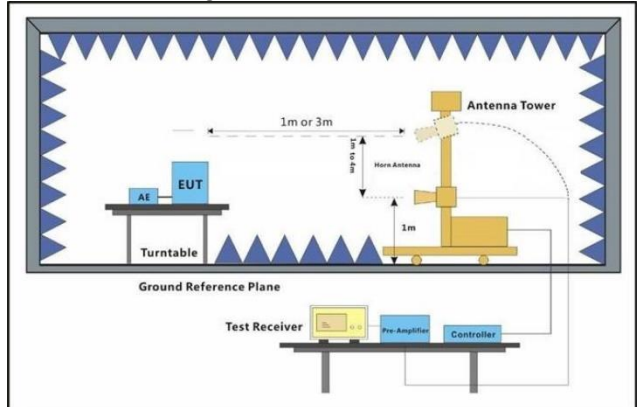 Antenna Tower
1m or 3m
1m to 4m
Horn Antenna
EUT
AE
1m
Turntable
Ground Reference Plane
Test Receiver
Pre-Amplifier
Controller